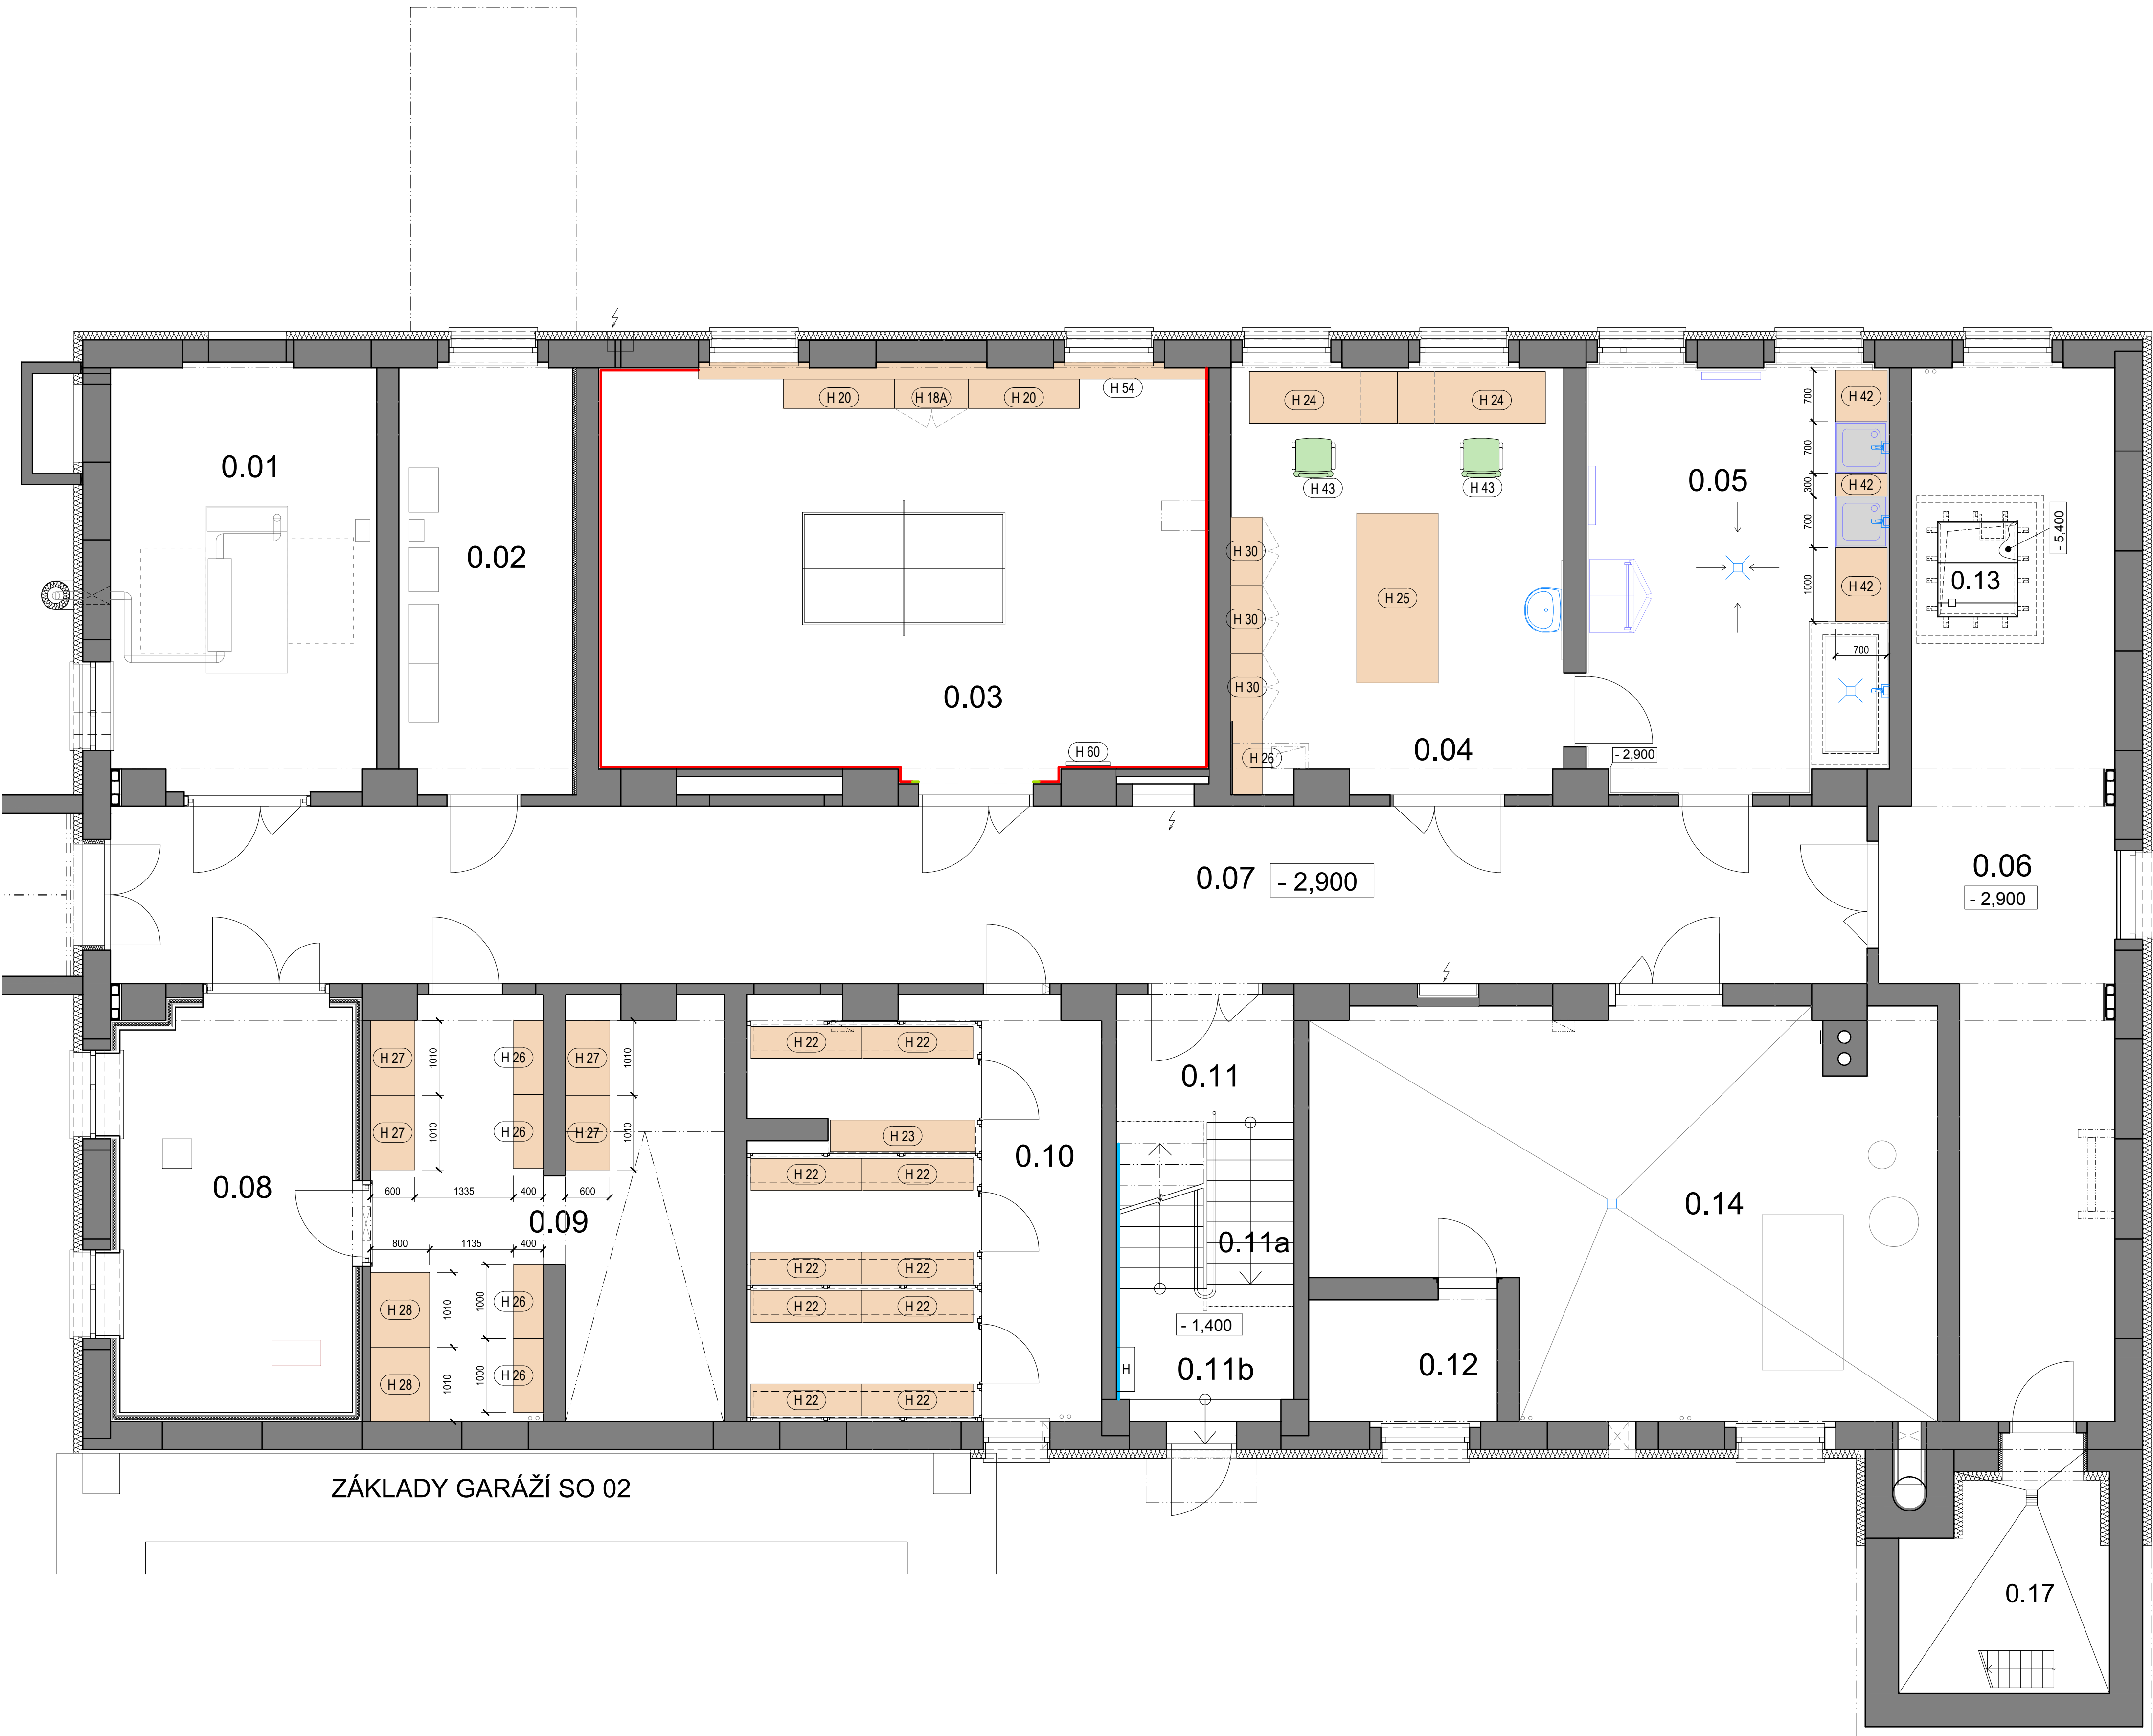 H 54
H 20
H 18A
H 20
H 24
H 24
H 42
700
0.01
0.02
H 43
H 43
0.05
700
H 42
300
700
- 5,400
H 30
H 25
H 42
1000
0.13
H 30
700
H 30
0.03
H 60
H 26
0.04
- 2,900
0.07
- 2,900
0.06
- 2,900
H 27
1010
H 26
H 27
1010
H 22
H 22
0.11
H 27
1010
H 26
H 27
1010
H 23
0.10
H 22
H 22
0.08
600
1335
400
600
0.09
0.14
800
1135
400
0.11a
H 22
H 22
H 28
1010
1000
H 26
H 22
H 22
- 1,400
H 28
1010
1000
H 26
H
0.11b
0.12
H 22
H 22
ZÁKLADY GARÁŽÍ SO 02
0.17